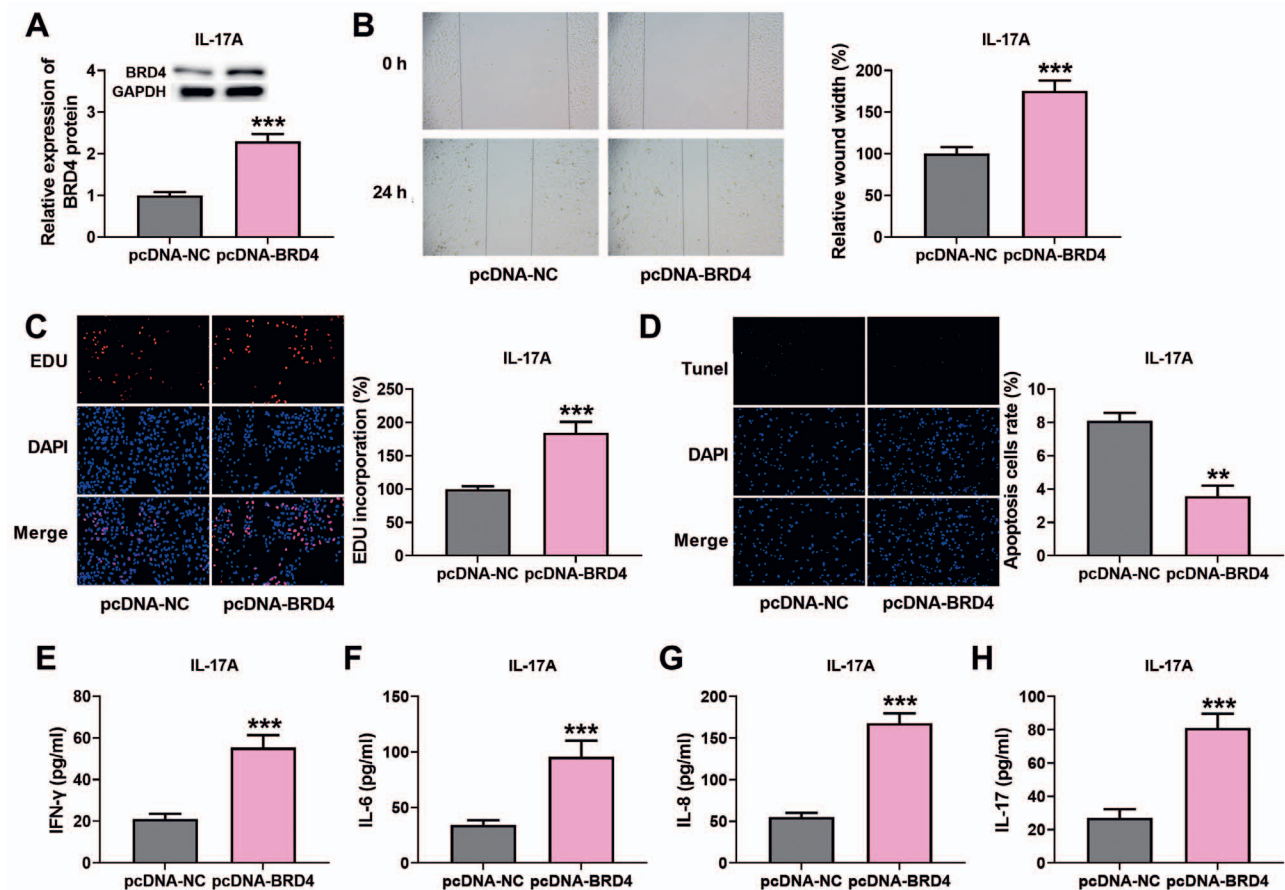 A
IL-17A
Relative expression of
BRD4 protein
4
3
2
1
0
BRD4
GAPDH
***
pcDNA-NC pcDNA-BRD4
B
0 h
24 h
pcDNA-NC pcDNA-BRD4
IL-17A
Relative wound width (%)
200
150
100
50
0
***
pcDNA-NC pcDNA-BRD4
C
EDU
DAPI
Merge
pcDNA-NC pcDNA-BRD4
IL-17A
EDU incorporation (%)
250
200
150
100
50
0
***
pcDNA-NC pcDNA-BRD4
D
Tunel
DAPI
Merge
pcDNA-NC pcDNA-BRD4
IL-17A
Apoptosis cells rate (%)
10
8
6
4
2
0
**
pcDNA-NC pcDNA-BRD4
E
IL-17A
IFN-γ (pg/ml)
80
60
40
20
0
***
pcDNA-NC pcDNA-BRD4
F
IL-17A
IL-6 (pg/ml)
150
100
50
0
***
pcDNA-NC pcDNA-BRD4
G
IL-17A
IL-8 (pg/ml)
200
150
100
50
0
***
pcDNA-NC pcDNA-BRD4
H
IL-17A
IL-17 (pg/ml)
100
80
60
40
20
0
***
pcDNA-NC pcDNA-BRD4